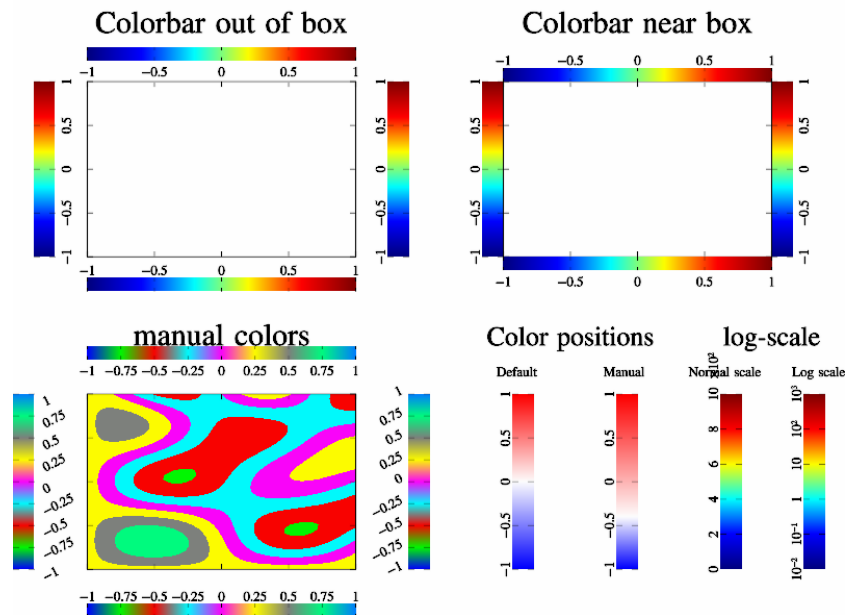 Colorbar out of box
−1 −0.5 0 0.5 1
−1 −0.5 0 0.5 1
−1 −0.5 0 0.5 1
−1 −0.5 0 0.5 1
Colorbar near box
−1 −0.5 0 0.5 1
−1 −0.5 0 0.5 1
−1 −0.5 0 0.5 1
−1 −0.5 0 0.5 1
manual colors
−1 −0.75 −0.5 −0.25 0 0.25 0.5 0.75 1
1
0.75
0.5
0.25
0
−0.25
−0.5
−0.75
−1
1
0.75
0.5
0.25
0
−0.25
−0.5
−0.75
−1
−1 −0.75 −0.5 −0.25 0 0.25 0.5 0.75 1
Color positions
Default
−1 −0.5 0 0.5 1
Manual
−1 −0.5 0 0.5 1
log-scale
Normal scale
0 2 4 6 8 10
Log scale
10⁻² 10⁻¹ 1 10¹ 10² 10³